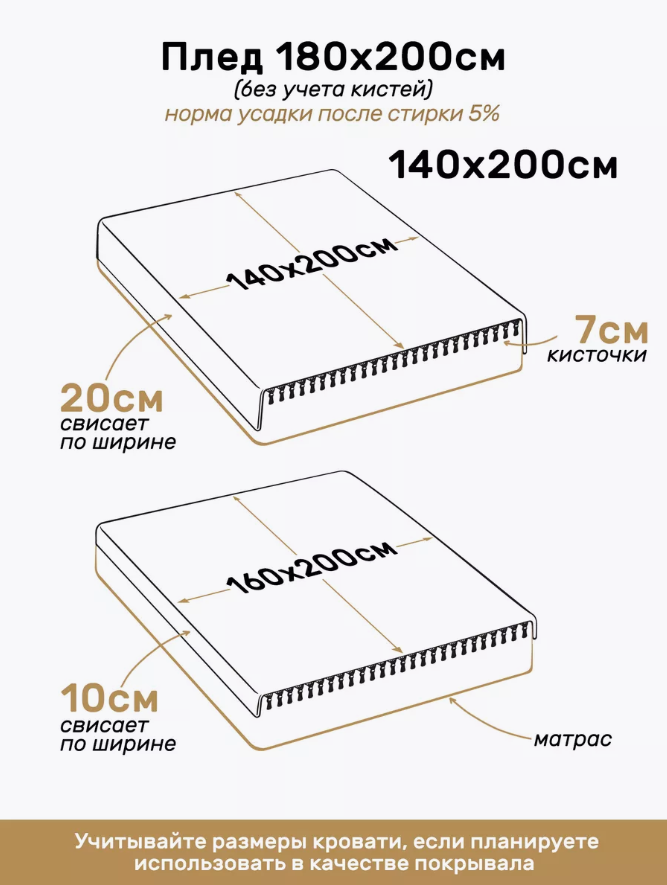 Плед 180х200см
(без учета кистей)
норма усадки после стирки 5%
140х200см
140х200см
7см
кисточки
20см
свисает
по ширине
160х200см
10см
свисает
по ширине
матрас
Учитывайте размеры кровати, если планируете
использовать в качестве покрывала